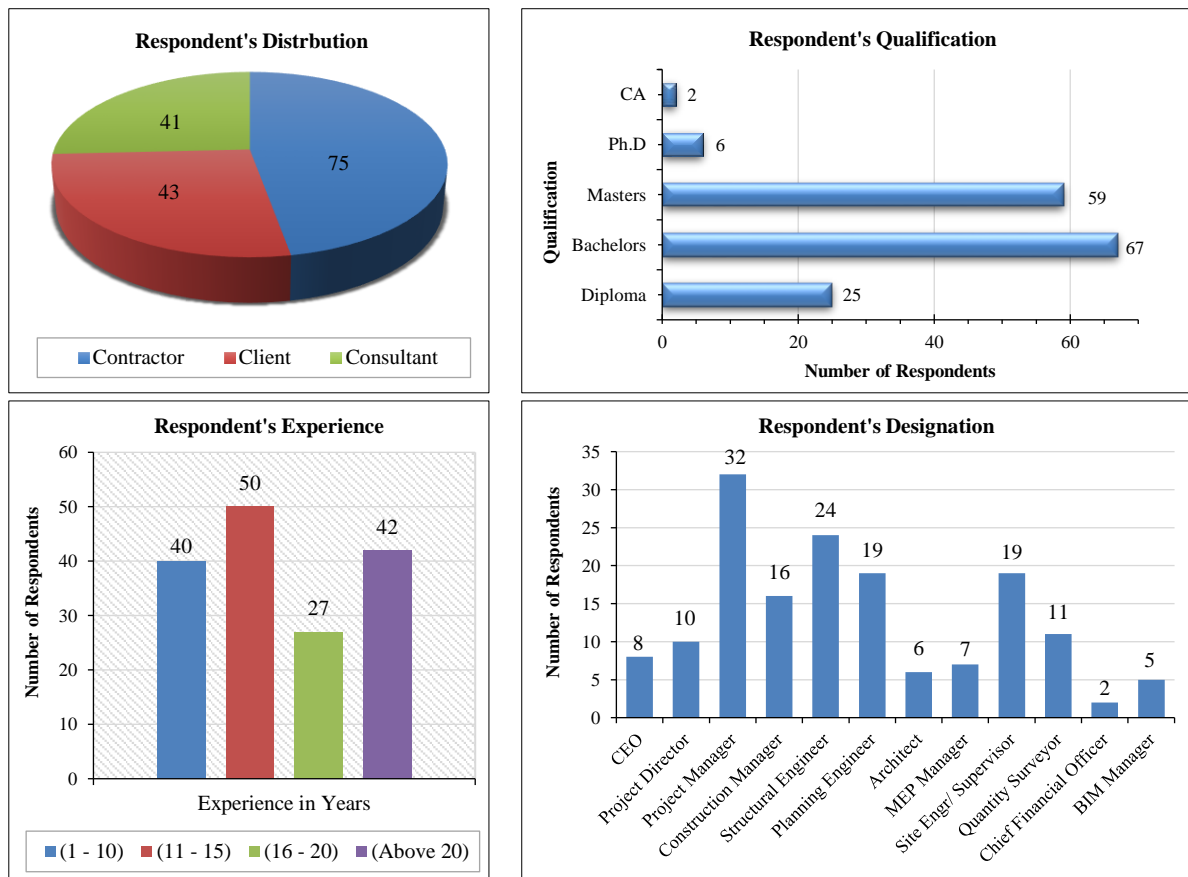 Respondent's Distrbution
41
75
43
Contractor Client Consultant
Respondent's Qualification
Qualification
CA 2
Ph.D 6
Masters 59
Bachelors 67
Diploma 25
0 20 40 60
Number of Respondents
Respondent's Experience
Number of Respondents
60
50
40
30
20
10
0
40
50
27
42
Experience in Years
(1 - 10) (11 - 15) (16 - 20) (Above 20)
Respondent's Designation
Number of Respondents
35
30
25
20
15
10
5
0
8
10
32
16
24
19
6
7
19
11
2
5
CEO
Project Director
Project Manager
Construction Manager
Structural Engineer
Planning Engineer
Architect
MEP Manager
Site Engr/ Supervisor
Quantity Surveyor
Chief Financial Officer
BIM Manager